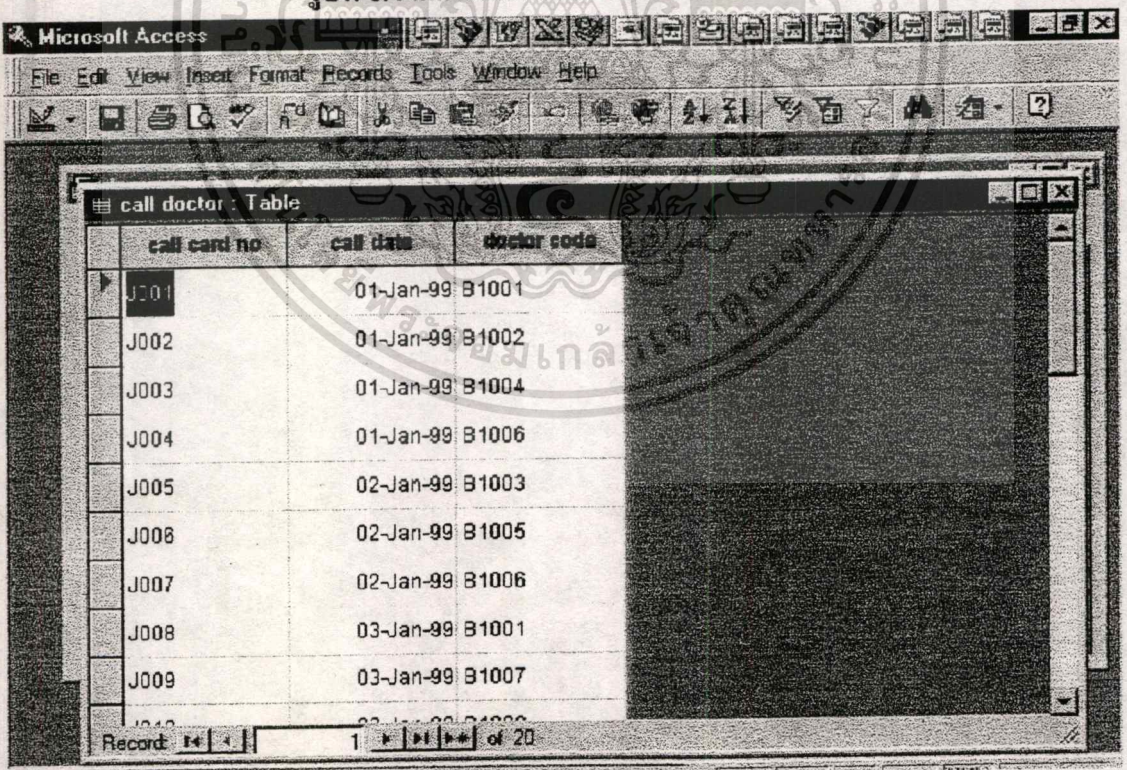 Microsoft Access
File Edit View Insert Format Records Tools Window Help
call doctor : Table
call card no call date doctor code
J001 01-Jan-99 B1001
J002 01-Jan-99 B1002
J003 01-Jan-99 B1004
J004 01-Jan-99 B1006
J005 02-Jan-99 B1003
J006 02-Jan-99 B1005
J007 02-Jan-99 B1006
J008 03-Jan-99 B1001
J009 03-Jan-99 B1007
Record: 1 of 20